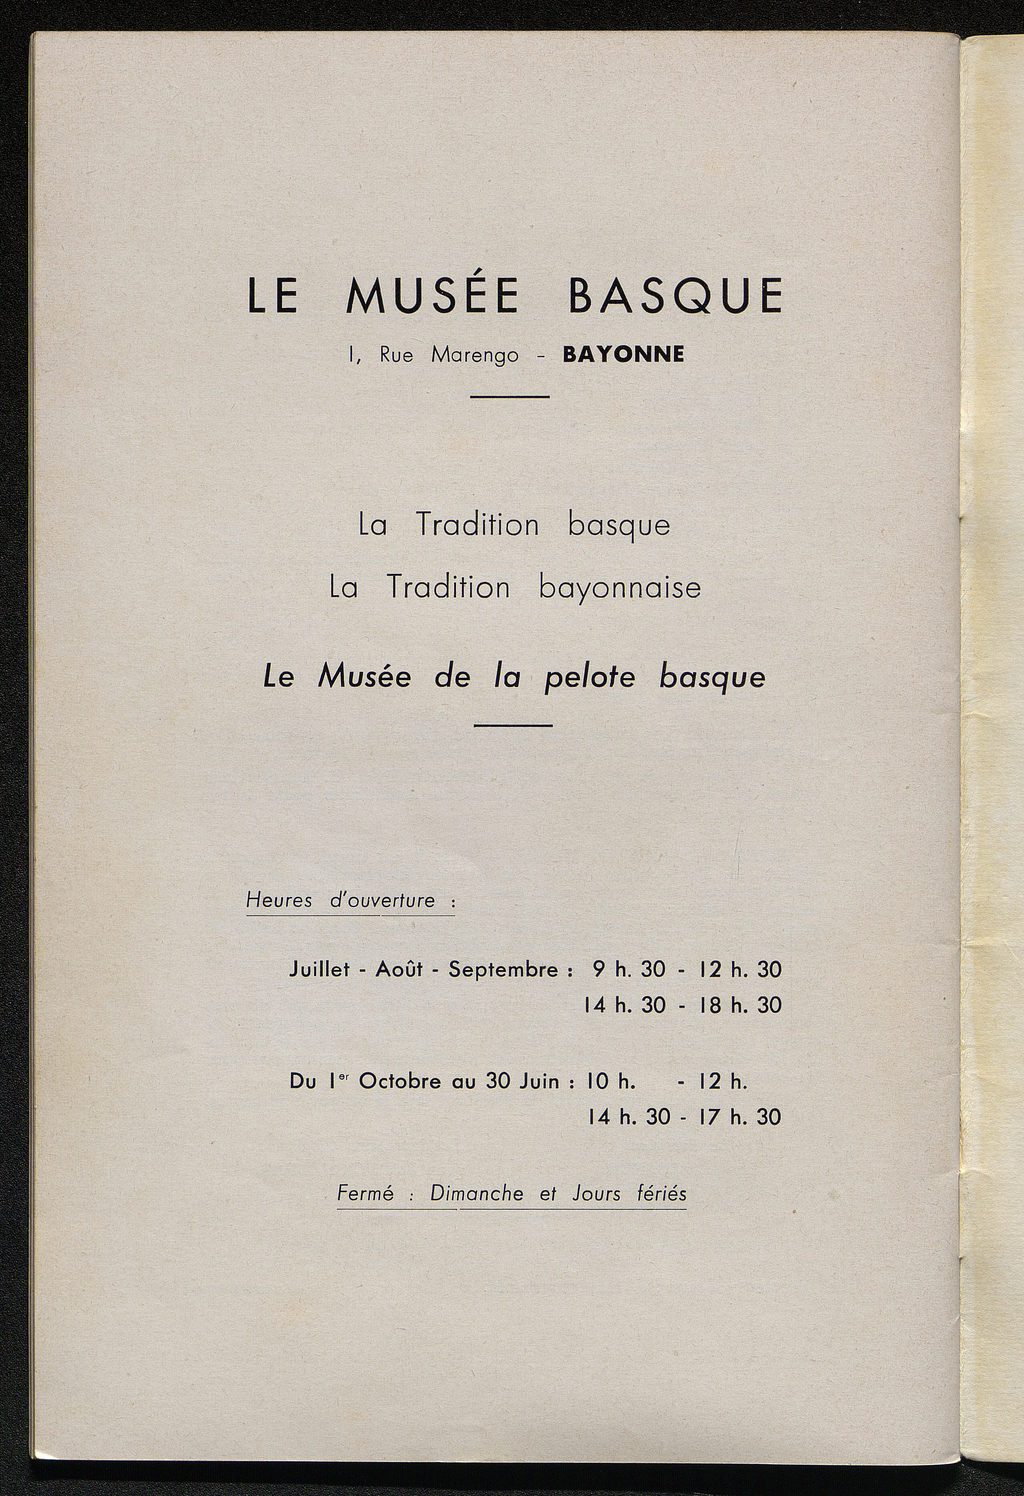 LE MUSÉE BASQUE
1, Rue Marengo - BAYONNE
La Tradition basque
La Tradition bayonnaise
Le Musée de la pelote basque
Heures d'ouverture :
Juillet - Août - Septembre : 9 h. 30 - 12 h. 30
14 h. 30 - 18 h. 30
Du 1er Octobre au 30 Juin : 10 h. - 12 h.
14 h. 30 - 17 h. 30
Fermé : Dimanche et Jours fériés